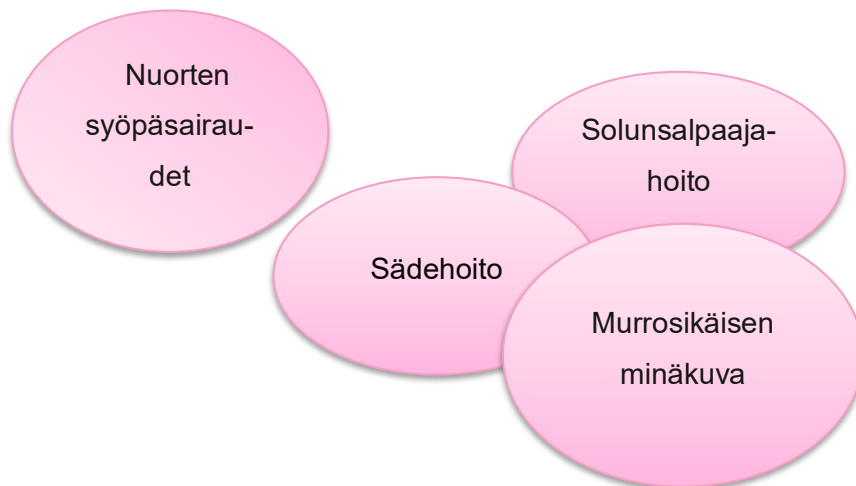 Nuorten
syöpäsairau-
det
Solunsalpaaja-
hoito
Sädehoito
Murrosikäisen
minäkuva